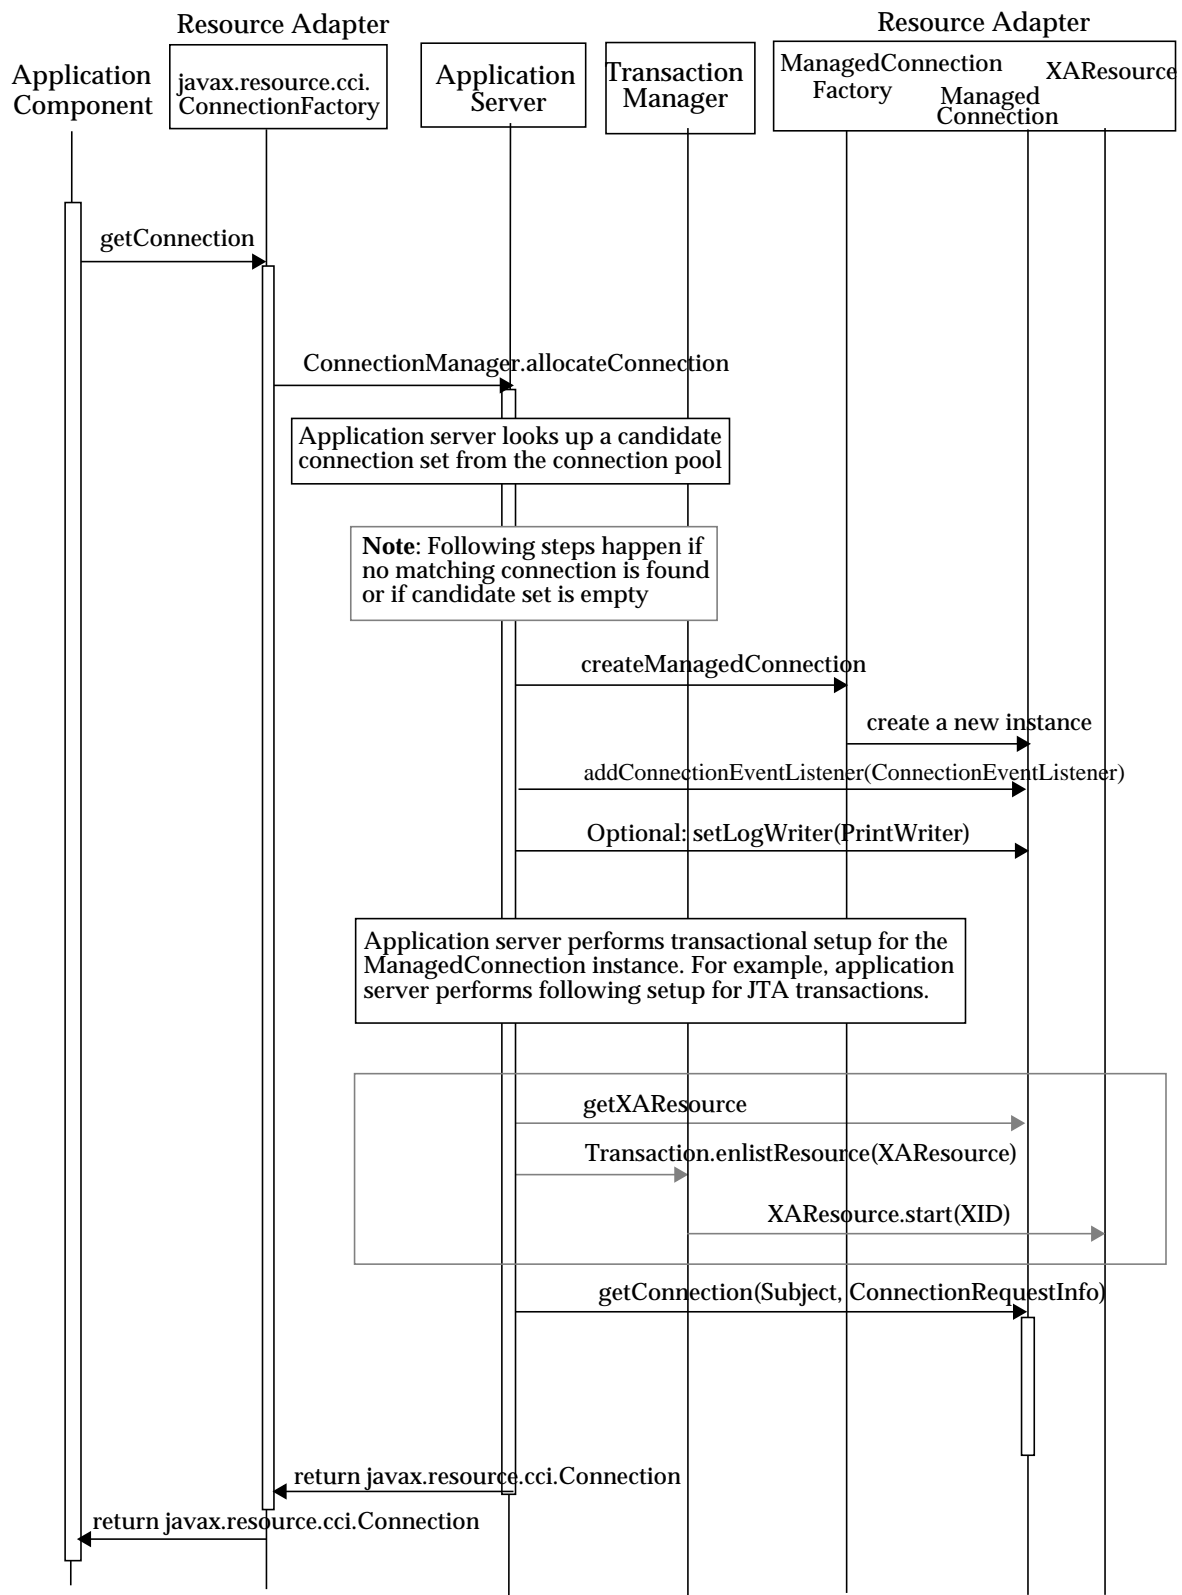 Resource Adapter
Resource Adapter
Application
Component
javax.resource.cci.
ConnectionFactory
Application
Server
Transaction
Manager
ManagedConnection
Factory
Managed
Connection
XAResource
getConnection
ConnectionManager.allocateConnection
Application server looks up a candidate
connection set from the connection pool
Note: Following steps happen if
no matching connection is found
or if candidate set is empty
createManagedConnection
create a new instance
addConnectionEventListener(ConnectionEventListener)
Optional: setLogWriter(PrintWriter)
Application server performs transactional setup for the
ManagedConnection instance. For example, application
server performs following setup for JTA transactions.
getXAResource
Transaction.enlistResource(XAResource)
XAResource.start(XID)
getConnection(Subject, ConnectionRequestInfo)
return javax.resource.cci.Connection
return javax.resource.cci.Connection